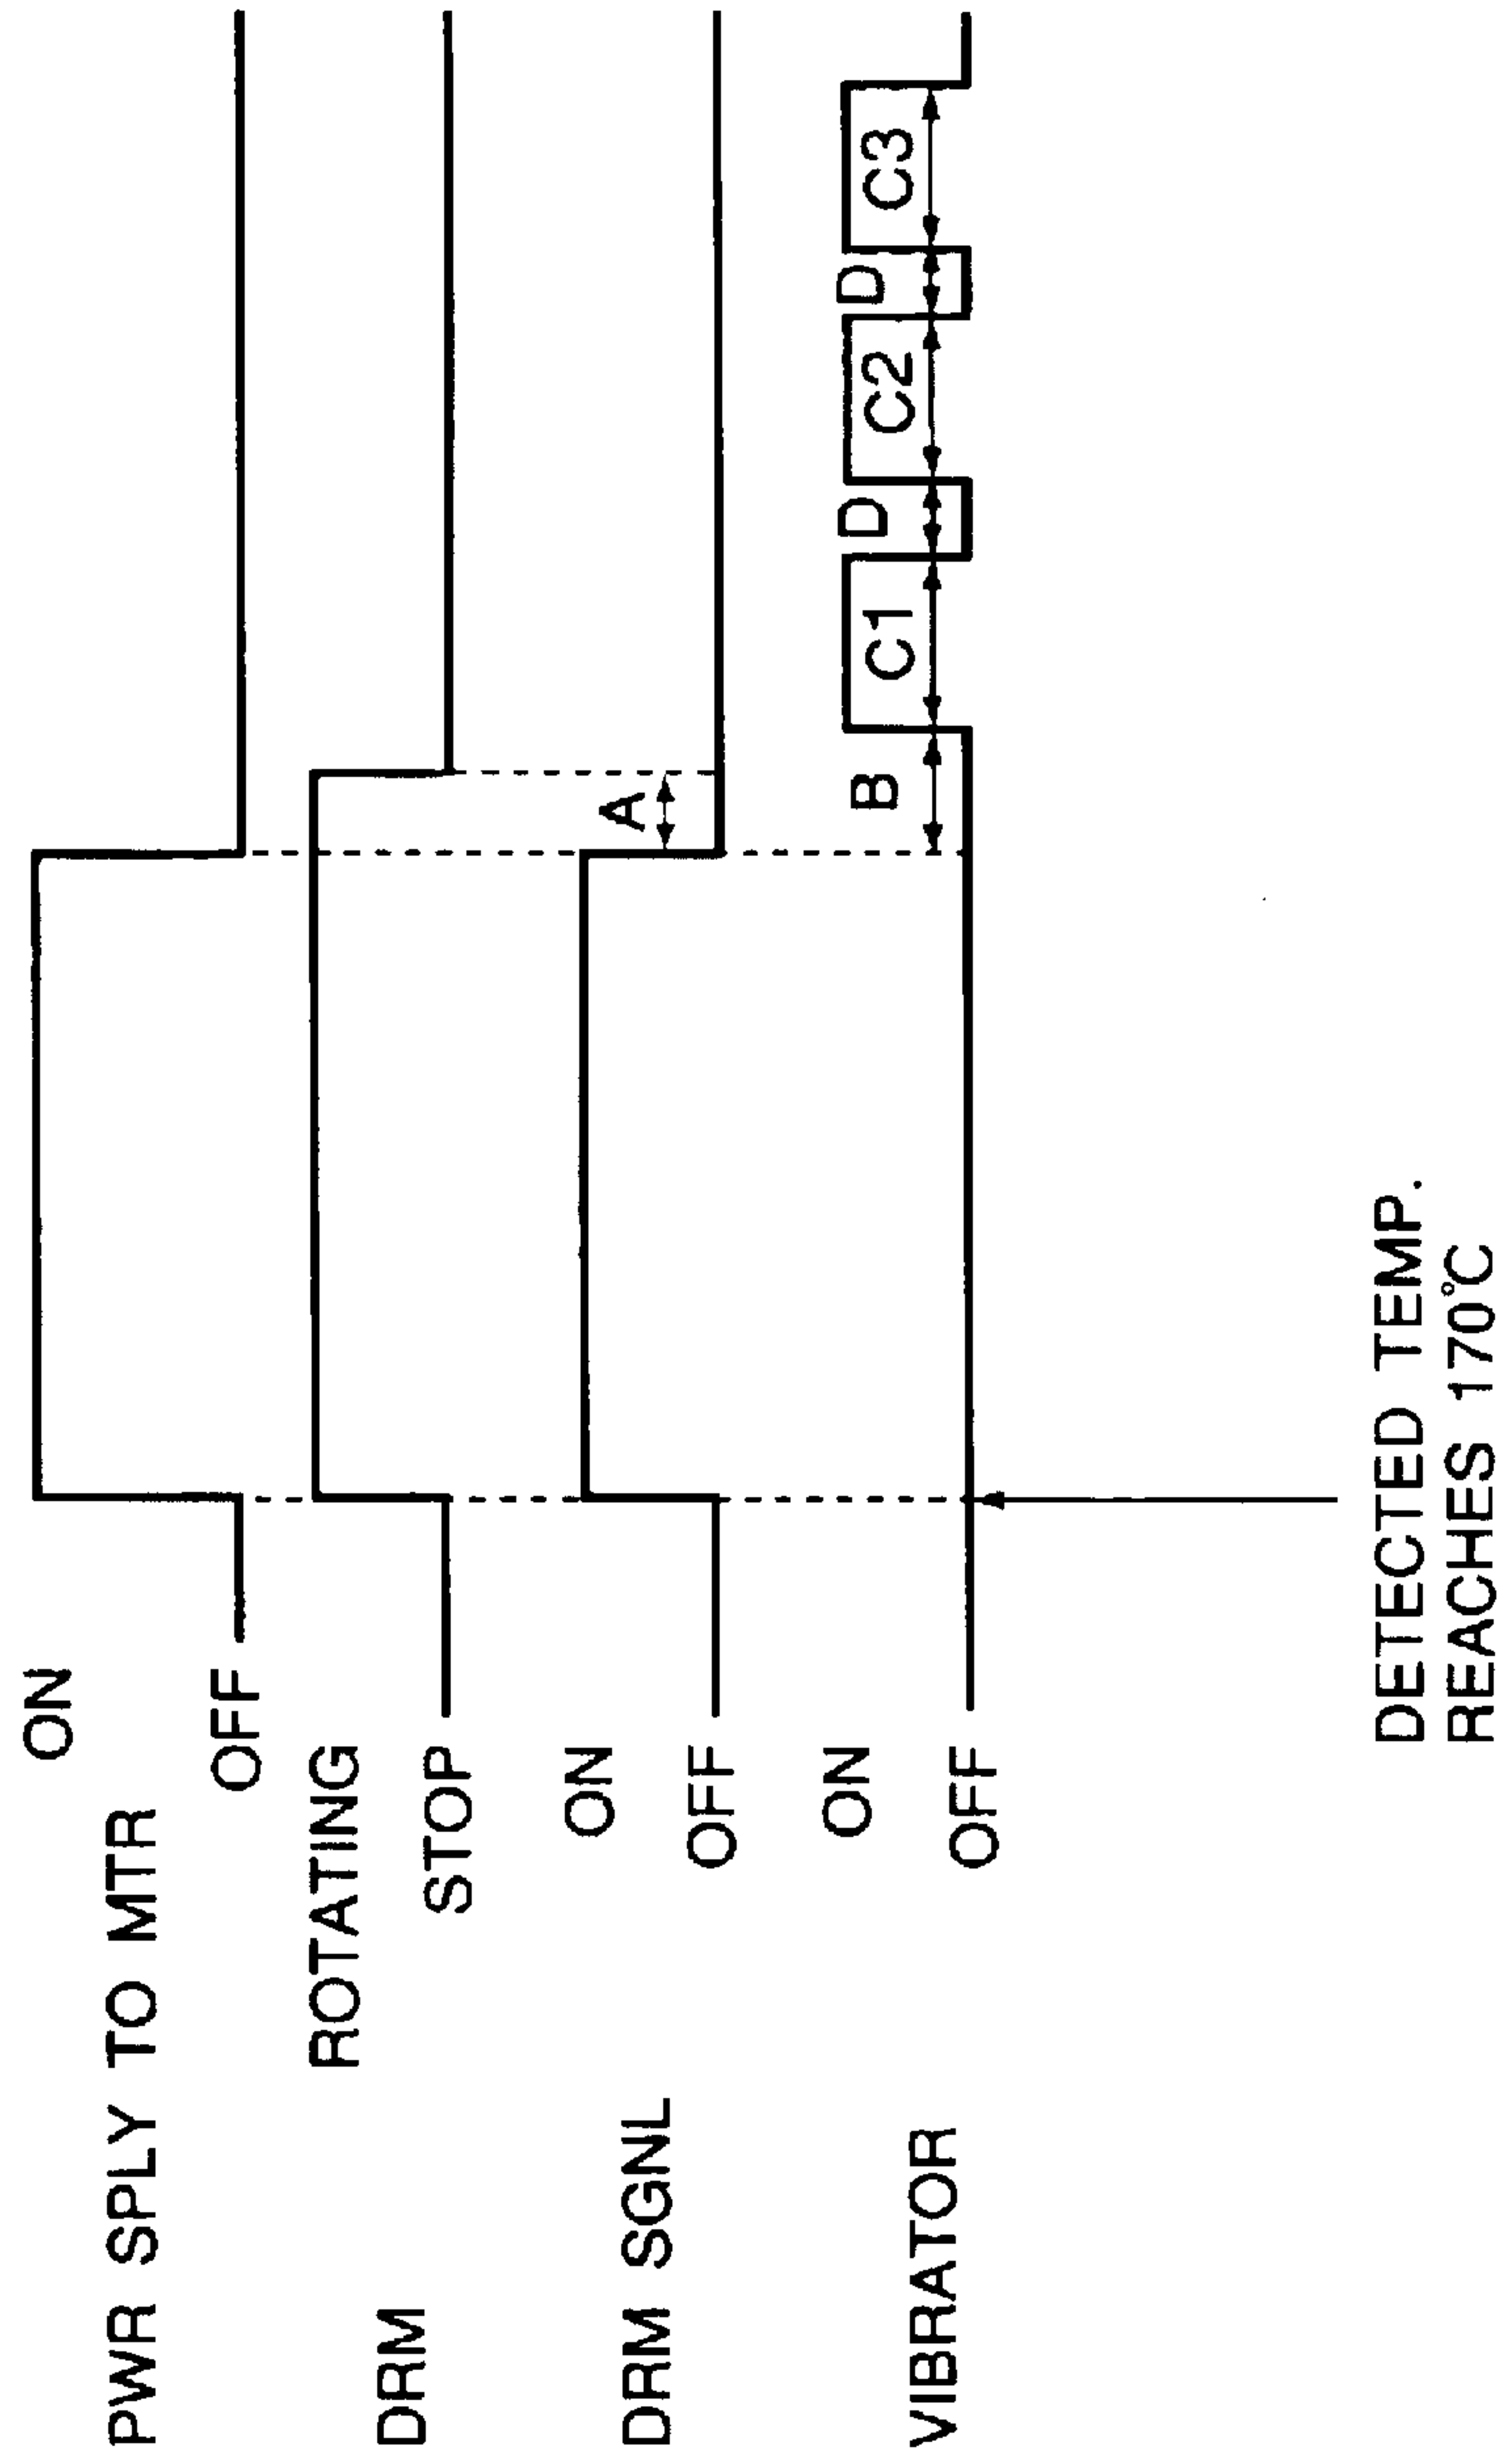 PWR SPLY TO MTR
ON
OFF
DRM
ROTATING
STOP
DRM SGNL
ON
OFF
A
VIBRATOR
ON
OFF
B
C1
D
C2
D
C3
DETECTED TEMP.
REACHES 170°C